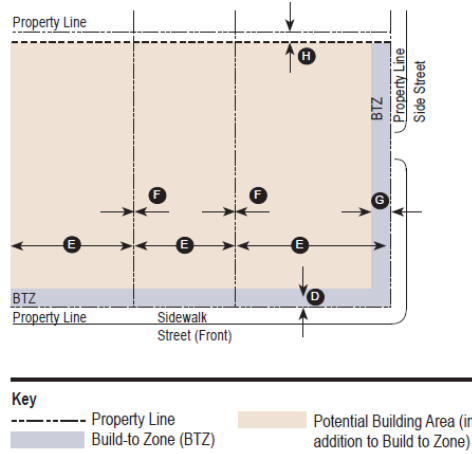 Property Line
H
BTZ
Property Line
Side Street
F
F
G
E
E
E
D
BTZ
Property Line
Sidewalk
Street (Front)
Key
Property Line
Build-to Zone (BTZ)
Potential Building Area (in
addition to Build to Zone)